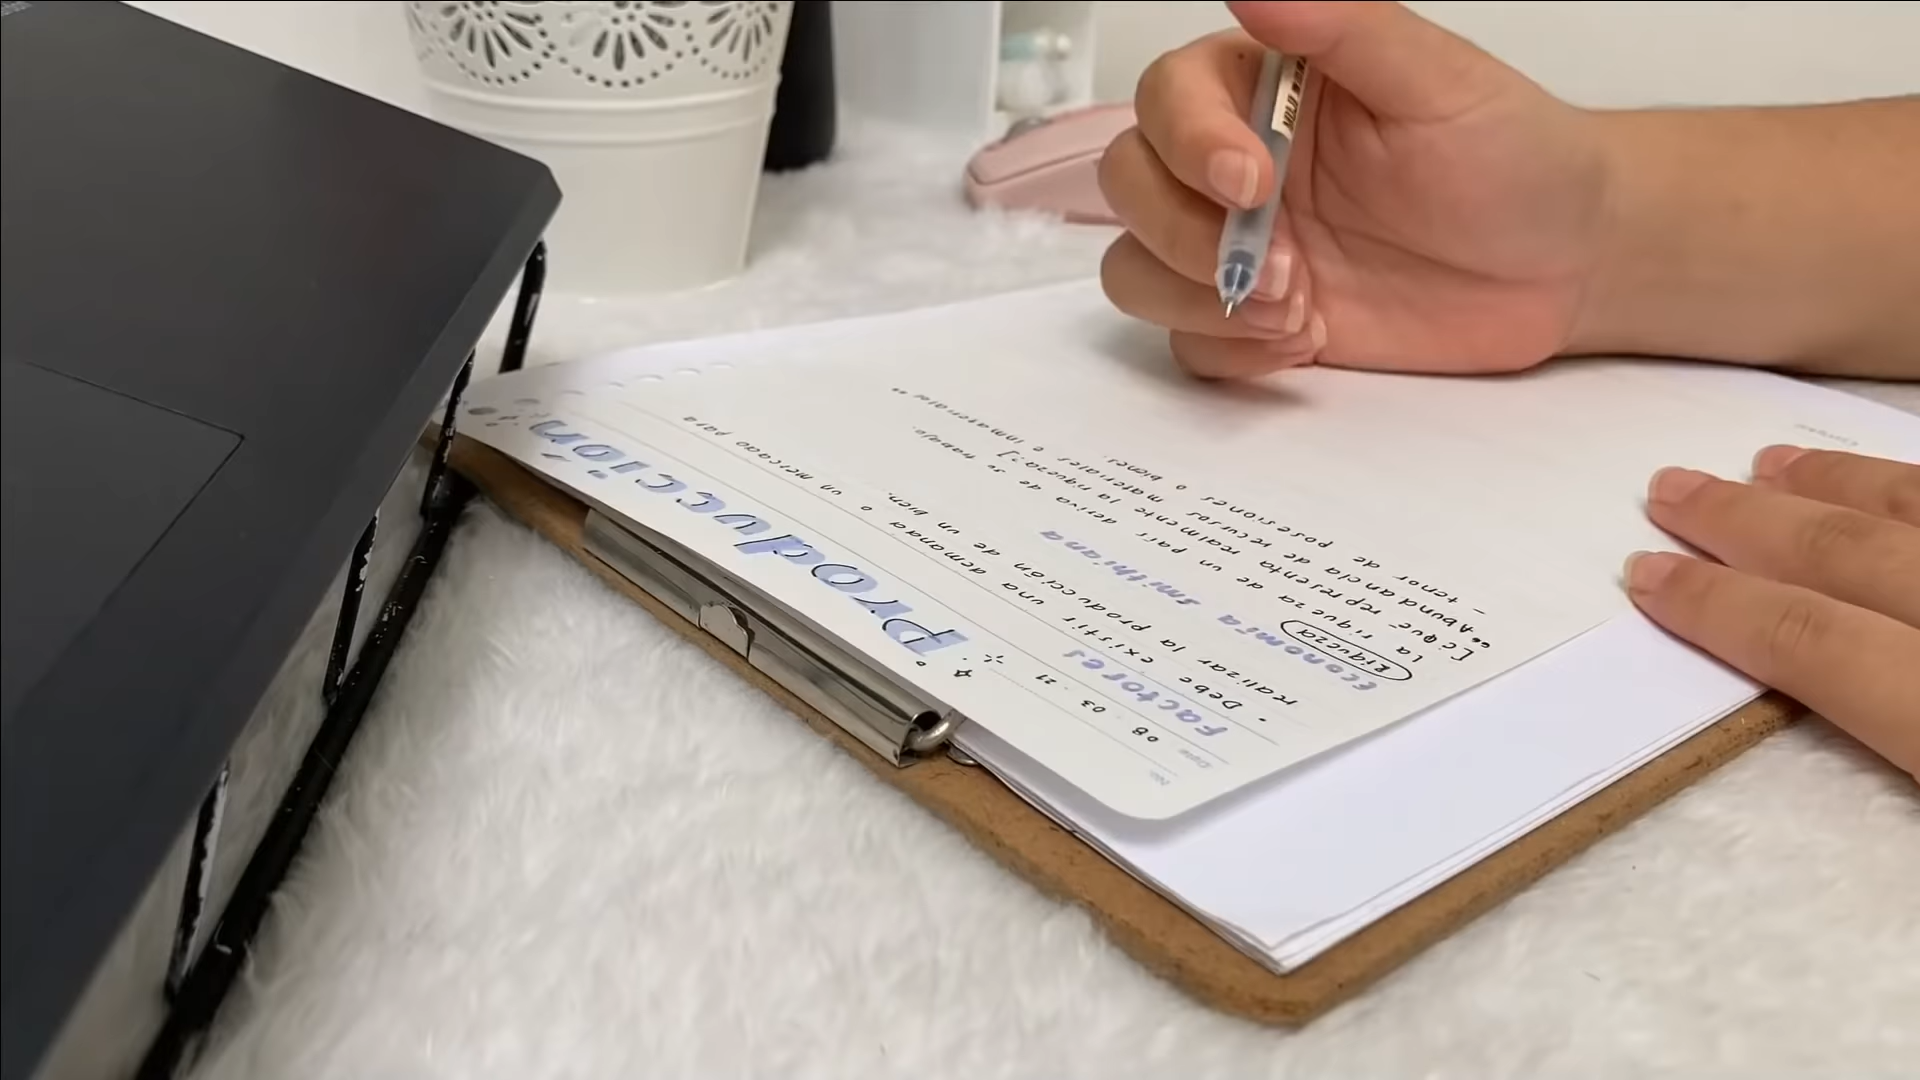 No.
Date 08 - 03 - 21
Producción
Factores
- Debe existir una demanda o un mercado para
realizar la producción de un bien.
Economía smithiana
Riqueza
La riqueza de un país deriva de su trabajo.
[¿Qué representa realmente la riqueza?]
"Abundancia de recursos materiales e inmateriales"
- tenor de posesiones o bienes.
MUJI